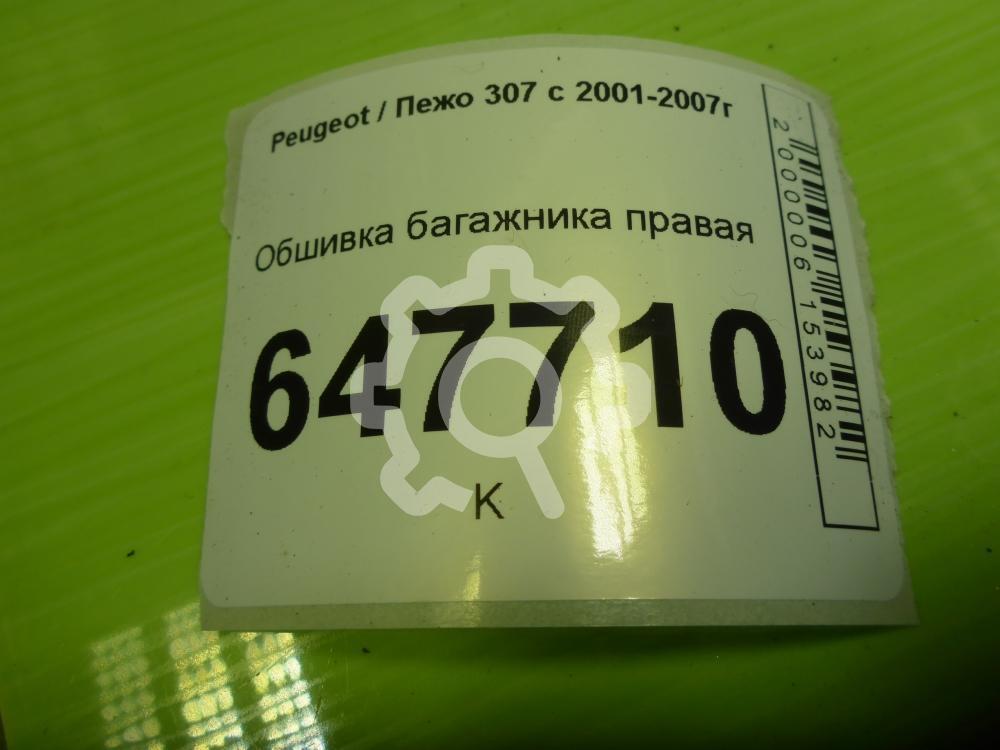 Peugeot / Пежо 307 с 2001-2007г
Обшивка багажника правая
647710
К
2000006153982